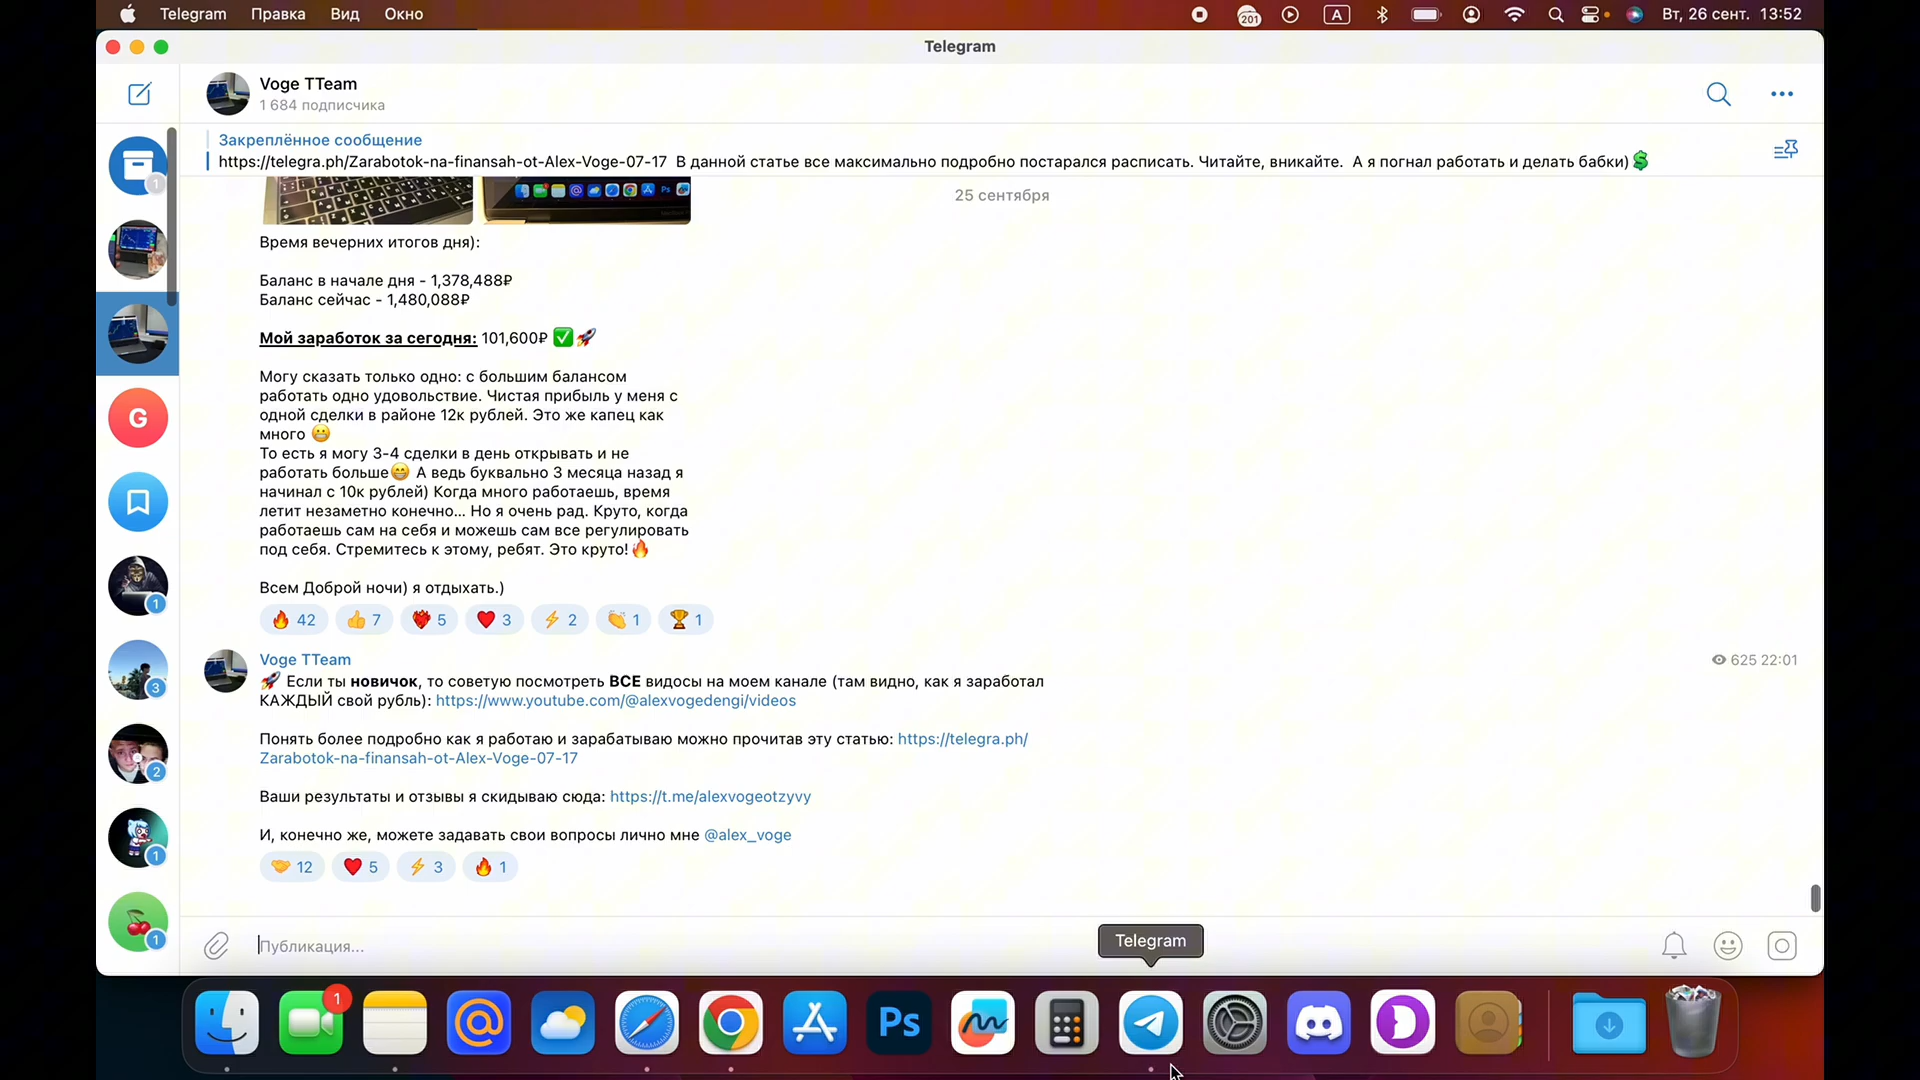 Telegram Правка Вид Окно
201
A
Вт, 26 сент. 13:52
Telegram
Voge TTeam
1 684 подписчика
Закреплённое сообщение
https://telegra.ph/Zarabotok-na-finansah-ot-Alex-Voge-07-17 В данной статье все максимально подробно постарался расписать. Читайте, вникайте. А я погнал работать и делать бабки)
25 сентября
Время вечерних итогов дня):
Баланс в начале дня - 1,378,488₽
Баланс сейчас - 1,480,088₽
Мой заработок за сегодня: 101,600₽ ✅🚀
Могу сказать только одно: с большим балансом
работать одно удовольствие. Чистая прибыль у меня с
одной сделки в районе 12к рублей. Это же капец как
много 😬
То есть я могу 3-4 сделки в день открывать и не
работать больше😁 А ведь буквально 3 месяца назад я
начинал с 10к рублей) Когда много работаешь, время
летит незаметно конечно... Но я очень рад. Круто, когда
работаешь сам на себя и можешь сам все регулировать
под себя. Стремитесь к этому, ребят. Это круто!🔥
Всем Доброй ночи) я отдыхать.)
🔥 42 👍 7 ❤️‍🔥 5 ❤️ 3 ⚡ 2 👏 1 🏆 1
Voge TTeam
625 22:01
🚀 Если ты новичок, то советую посмотреть ВСЕ видосы на моем канале (там видно, как я заработал
КАЖДЫЙ свой рубль): https://www.youtube.com/@alexvogedengi/videos
Понять более подробно как я работаю и зарабатываю можно прочитав эту статью: https://telegra.ph/
Zarabotok-na-finansah-ot-Alex-Voge-07-17
Ваши результаты и отзывы я скидываю сюда: https://t.me/alexvogeotzyvy
И, конечно же, можете задавать свои вопросы лично мне @alex_voge
🤝 12 ❤️ 5 ⚡ 3 🔥 1
Публикация...
Telegram
1
G
1
3
2
1
1
1
@
Ps